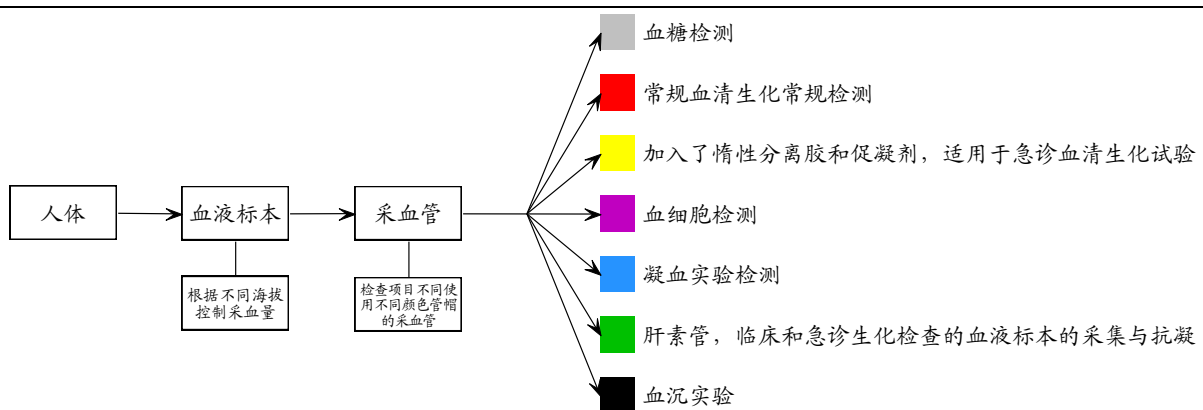 血糖检测
常规血清生化常规检测
加入了惰性分离胶和促凝剂，适用于急诊血清生化试验
人体
血液标本
采血管
血细胞检测
根据不同海拔
控制采血量
检查项目不同使
用不同颜色管帽
的采血管
凝血实验检测
肝素管，临床和急诊生化检查的血液标本的采集与抗凝
血沉实验